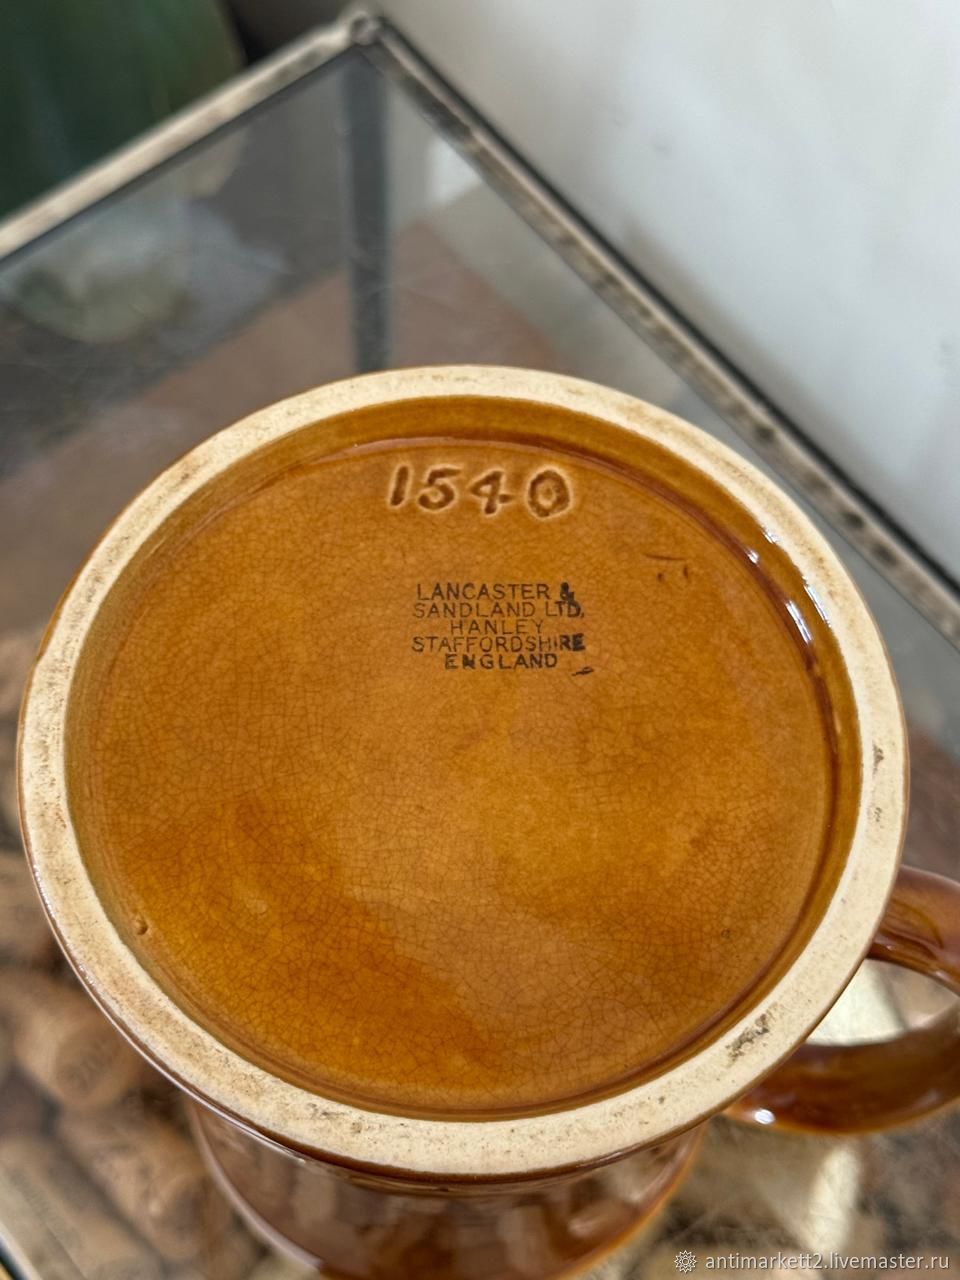 1540
LANCASTER &
SANDLAND LTD,
HANLEY
STAFFORDSHIRE
ENGLAND
antimarkett2.livemaster.ru